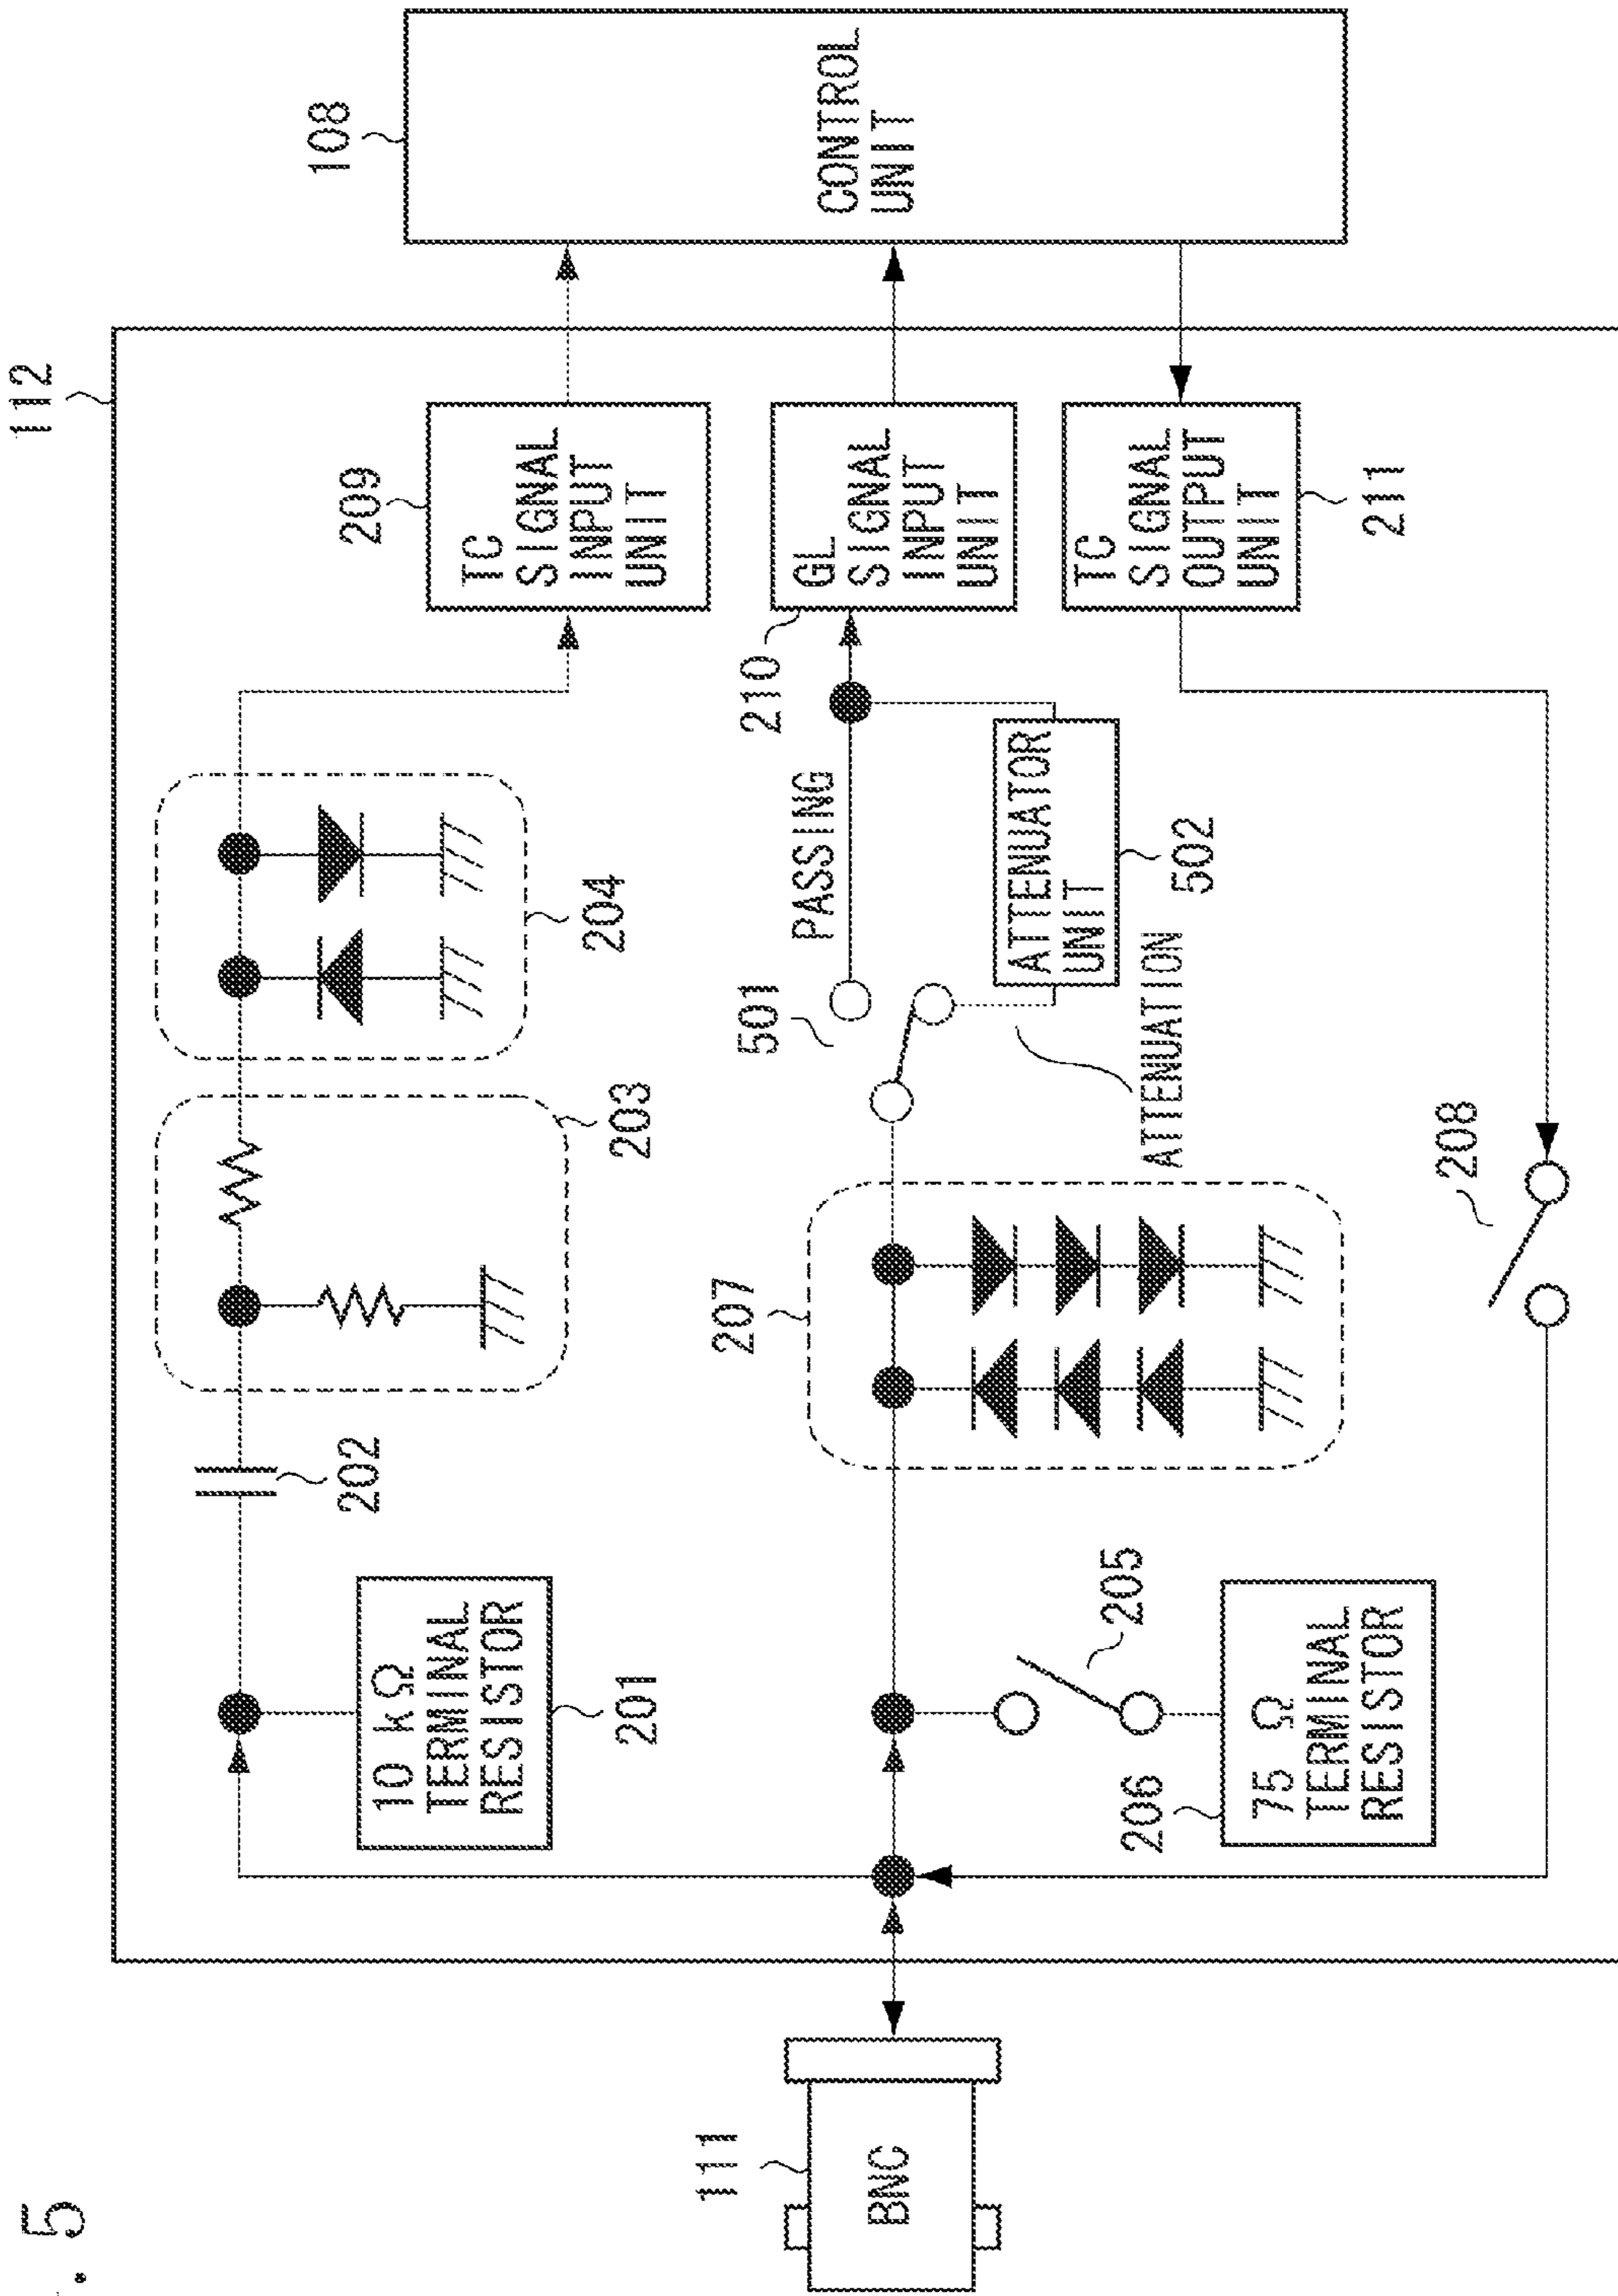 . 5
112
108
CONTROL
UNIT
209
TC
SIGNAL
INPUT
UNIT
204
203
202
10 kΩ
TERMINAL
RESISTOR
201
210
GL
SIGNAL
INPUT
UNIT
PASSING
501
ATTENUATOR
UNIT
502
ATTENUATION
207
205
206
75 Ω
TERMINAL
RESISTOR
TC
SIGNAL
OUTPUT
UNIT
211
208
111
BNC